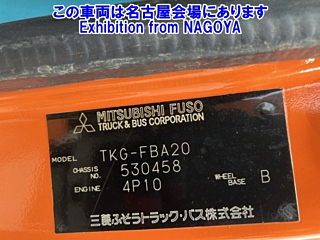 この車両は名古屋会場にあります
Exhibition from NAGOYA
MITSUBISHI FUSO
TRUCK & BUS CORPORATION
MODEL TKG-FBA20
CHASSIS NO. 530458
ENGINE 4P10 WHEEL BASE B
三菱ふそうトラック・バス株式会社